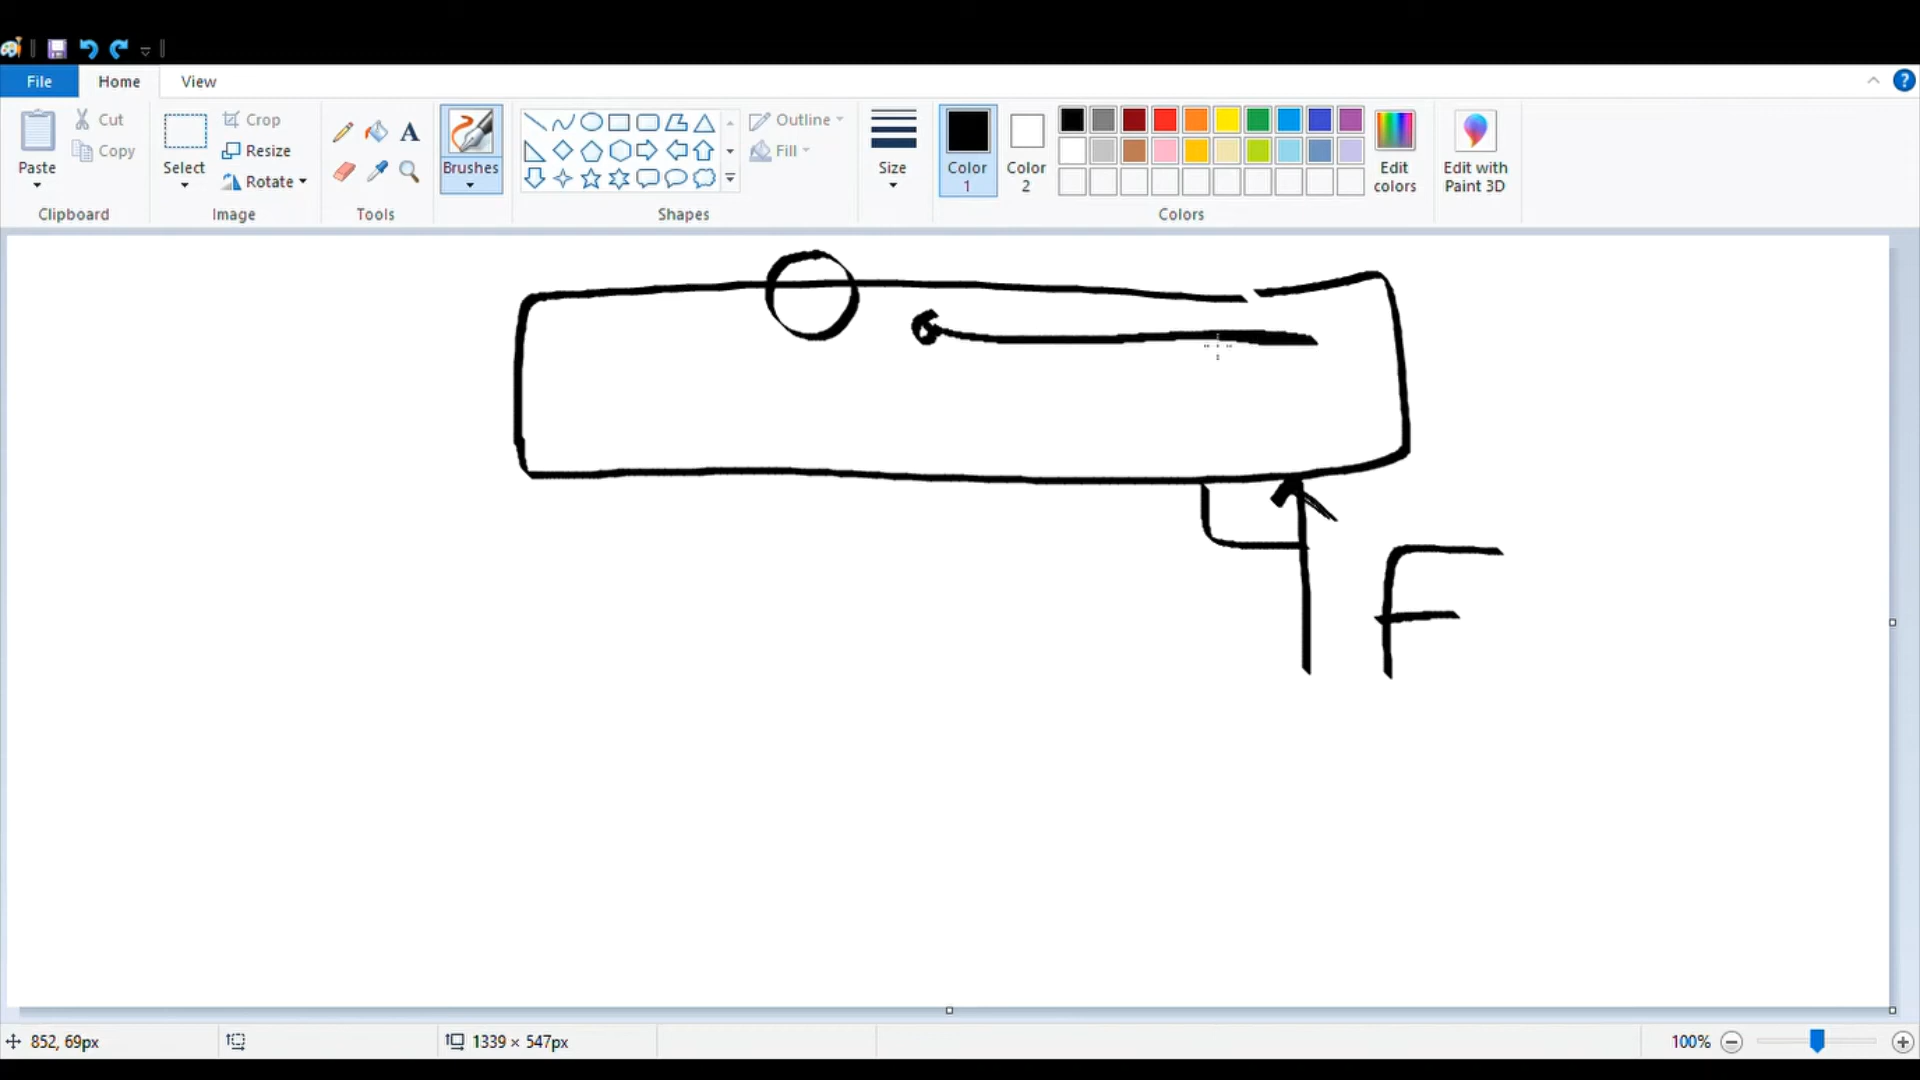 File Home View
Paste
Cut
Copy
Clipboard
Select
Crop
Resize
Rotate
Image
A
Tools
Brushes
Outline
Fill
Shapes
Size
Color 1
Color 2
Edit colors
Colors
Edit with Paint 3D
?
F
852, 69px
1339 × 547px
100%